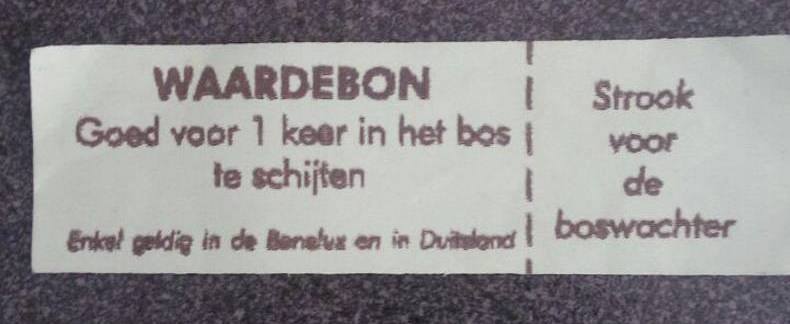 WAARDEBON
Goed voor 1 keer in het bos
te schijten
Enkel geldig in de Benelux en in Duitsland
Strook
voor
de
boswachter